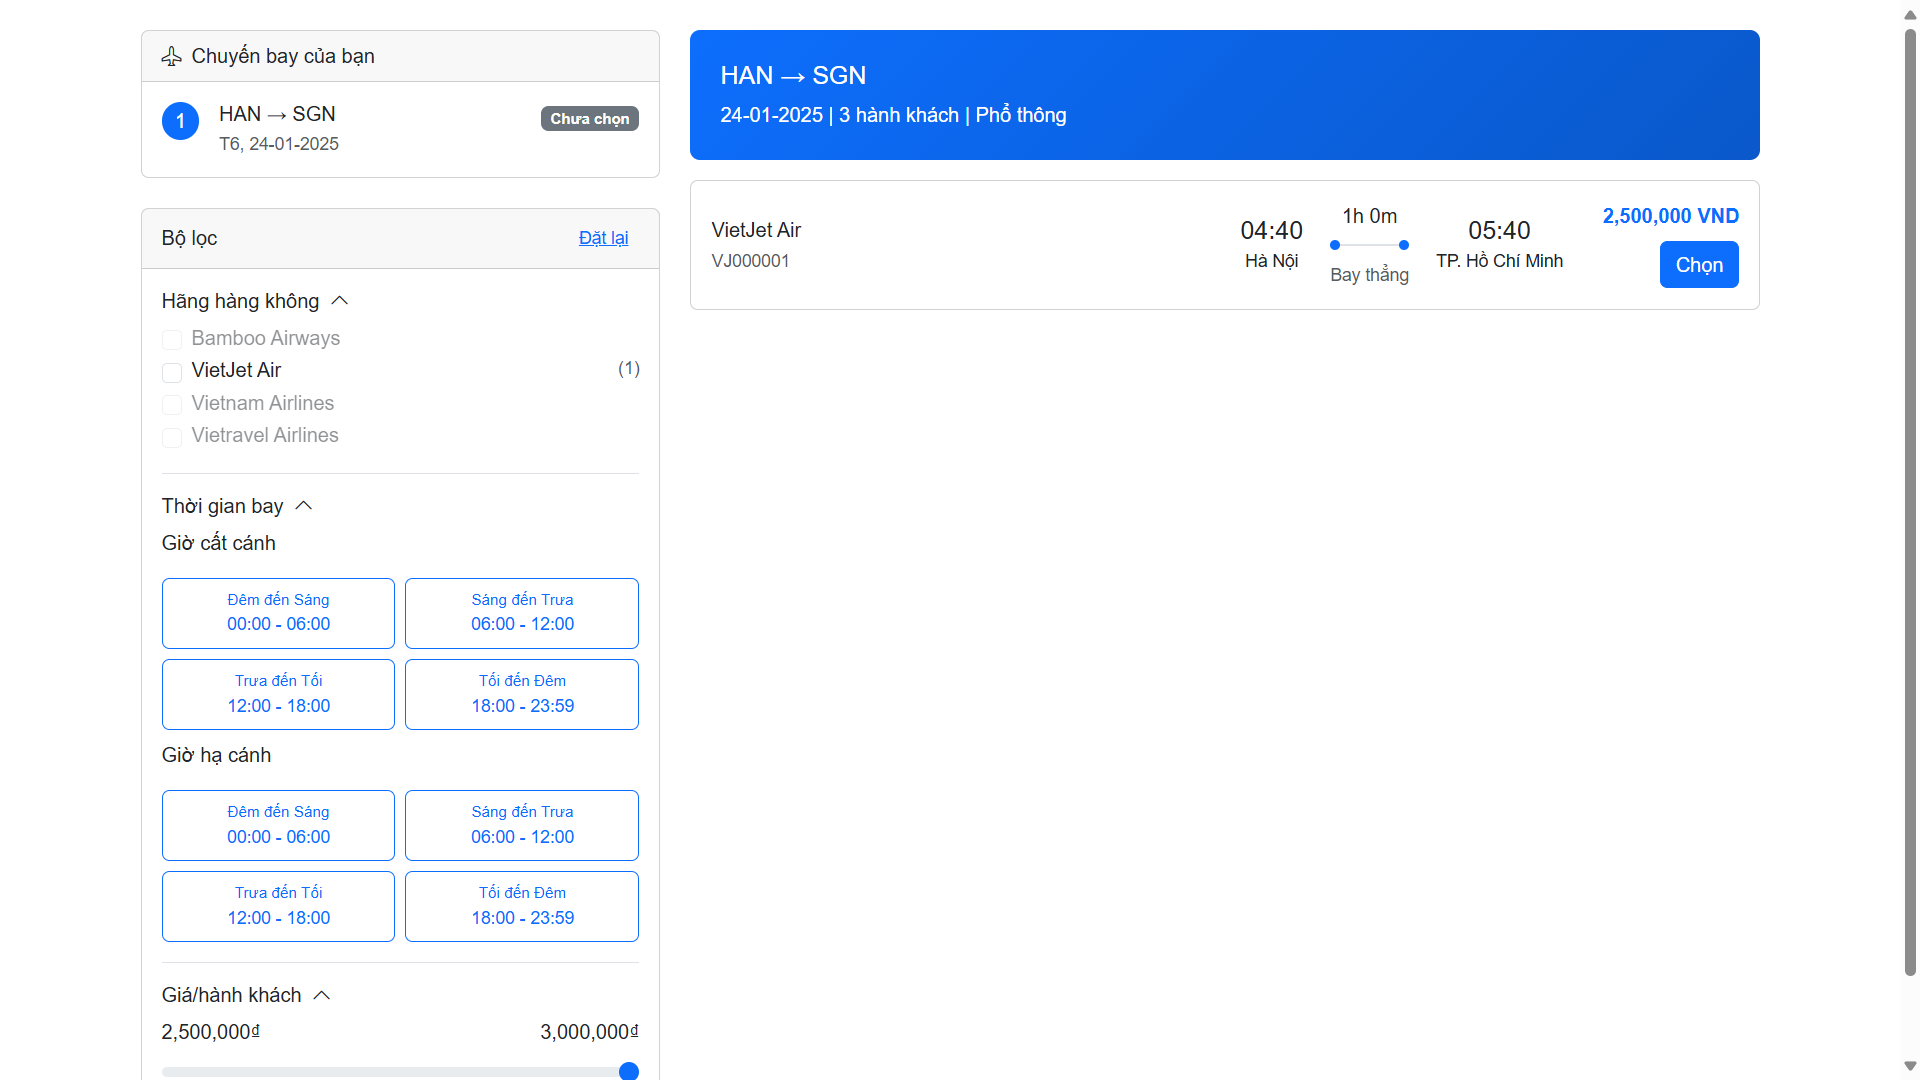 Chuyến bay của bạn
1
HAN → SGN
Chưa chọn
T6, 24-01-2025
Bộ lọc
Đặt lại
Hãng hàng không
Bamboo Airways
VietJet Air
(1)
Vietnam Airlines
Vietravel Airlines
Thời gian bay
Giờ cất cánh
Đêm đến Sáng
00:00 - 06:00
Sáng đến Trưa
06:00 - 12:00
Trưa đến Tối
12:00 - 18:00
Tối đến Đêm
18:00 - 23:59
Giờ hạ cánh
Đêm đến Sáng
00:00 - 06:00
Sáng đến Trưa
06:00 - 12:00
Trưa đến Tối
12:00 - 18:00
Tối đến Đêm
18:00 - 23:59
Giá/hành khách
2,500,000₫
3,000,000₫
HAN → SGN
24-01-2025 | 3 hành khách | Phổ thông
VietJet Air
VJ000001
04:40
Hà Nội
1h 0m
Bay thẳng
05:40
TP. Hồ Chí Minh
2,500,000 VND
Chọn